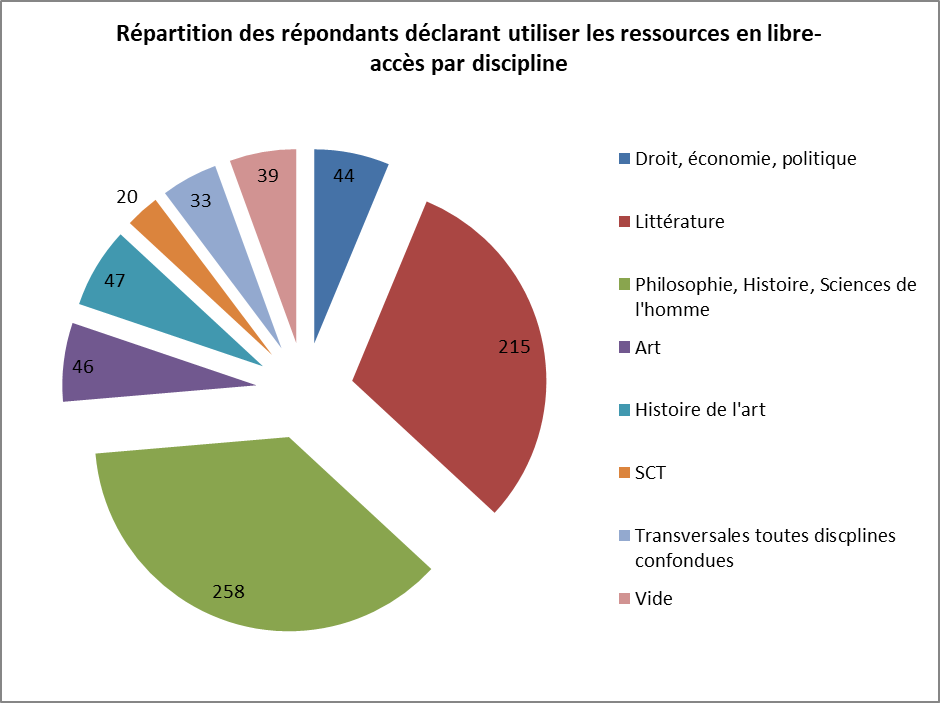 Répartition des répondants déclarant utiliser les ressources en libre-
accès par discipline
44
215
258
46
47
20
33
39
Droit, économie, politique
Littérature
Philosophie, Histoire, Sciences de
l'homme
Art
Histoire de l'art
SCT
Transversales toutes discplines
confondues
Vide